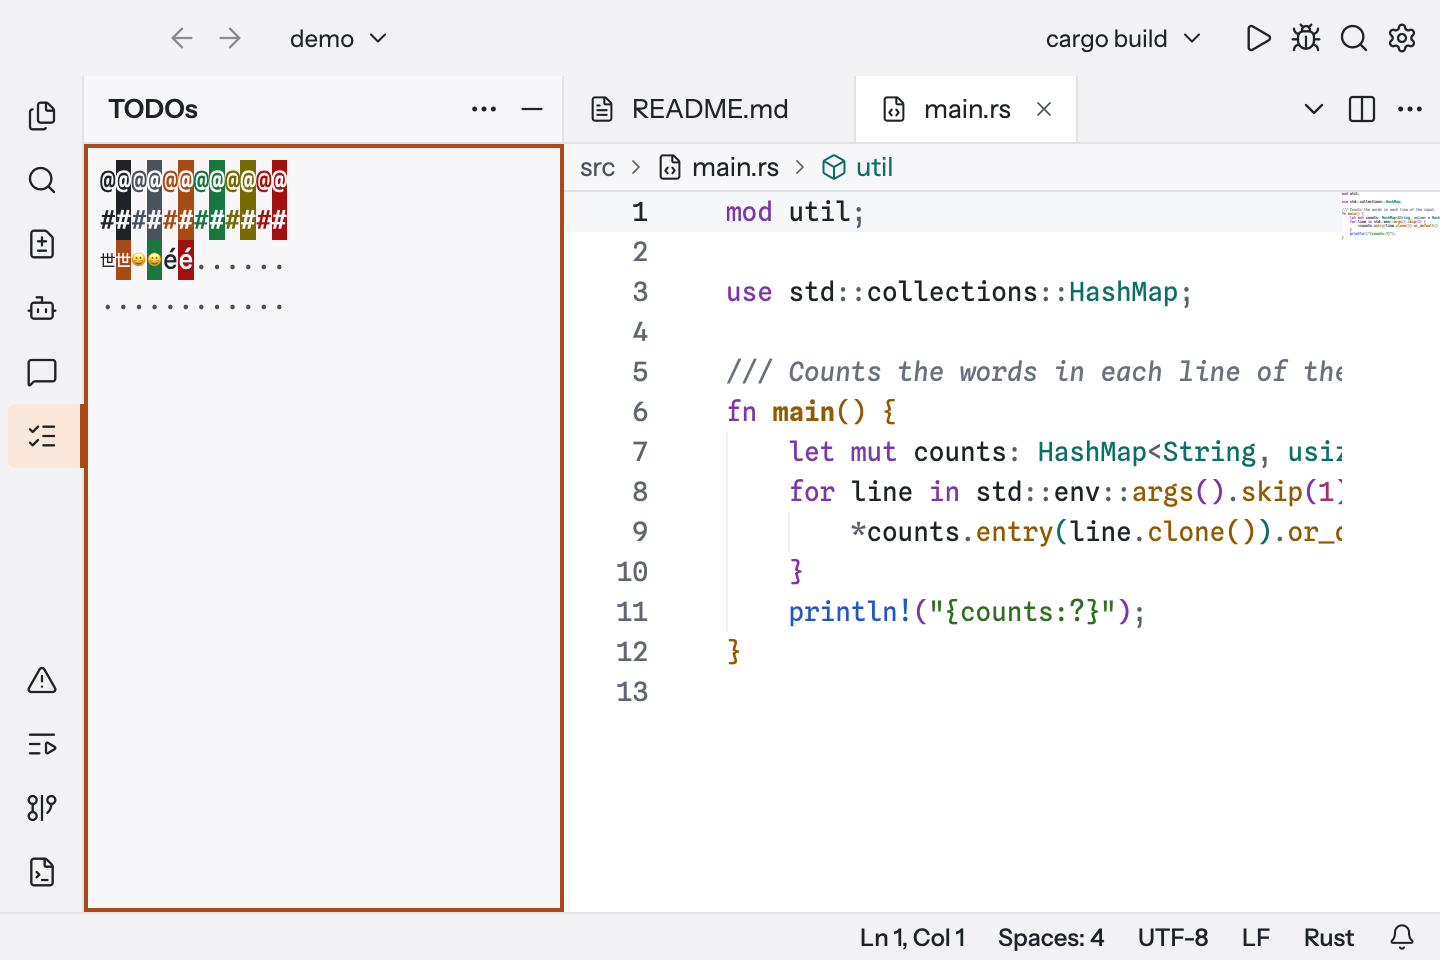 demo
cargo build
TODOs
README.md
main.rs
@@@@@@@@@@@@
############
世世😀😀éé......
............
src > main.rs > util
1 mod util;
2
3 use std::collections::HashMap;
4
5 /// Counts the words in each line of the
6 fn main() {
7 let mut counts: HashMap<String, usiz
8 for line in std::env::args().skip(1)
9 *counts.entry(line.clone()).or_
10 }
11 println!("{counts:?}");
12 }
13
Ln 1, Col 1
Spaces: 4
UTF-8
LF
Rust